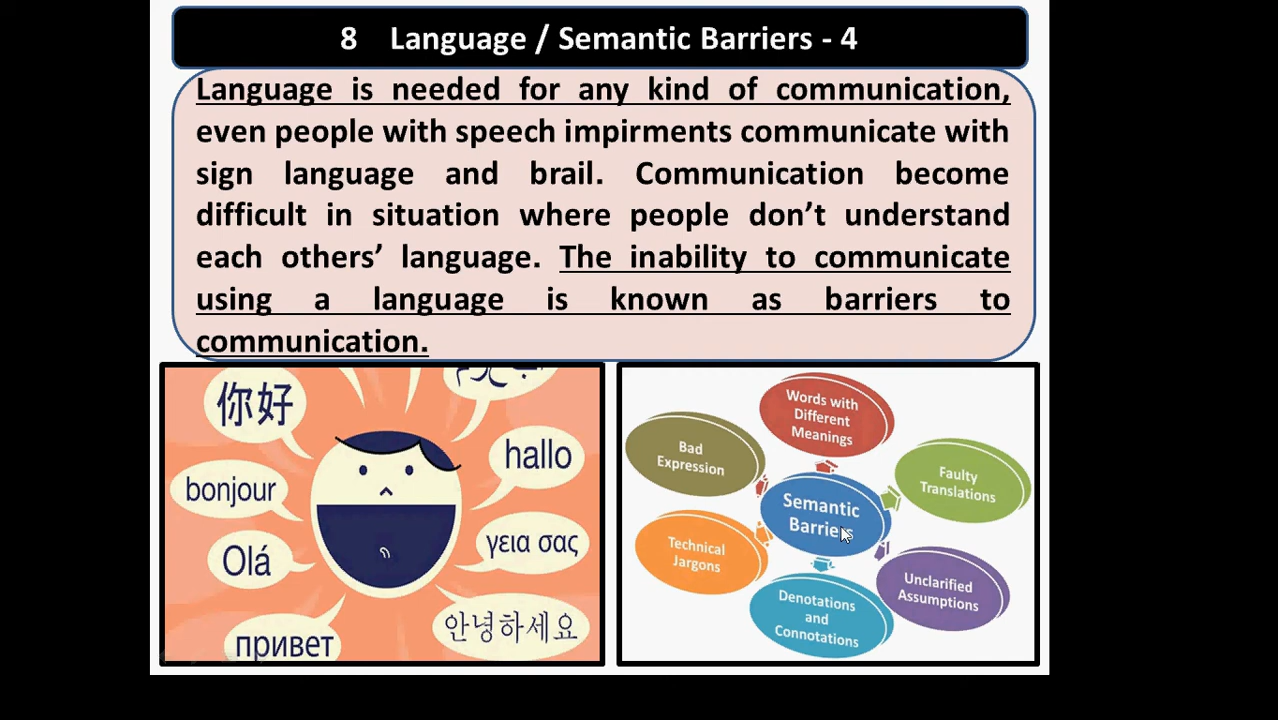 8 Language / Semantic Barriers - 4
Language is needed for any kind of communication,
even people with speech impirments communicate with
sign language and brail. Communication become
difficult in situation where people don’t understand
each others’ language. The inability to communicate
using a language is known as barriers to
communication.
你好
hallo
bonjour
Olá
γεια σας
привет
안녕하세요
Words with
Different
Meanings
Bad
Expression
Faulty
Translations
Semantic
Barriers
Technical
Jargons
Unclarified
Assumptions
Denotations
and
Connotations